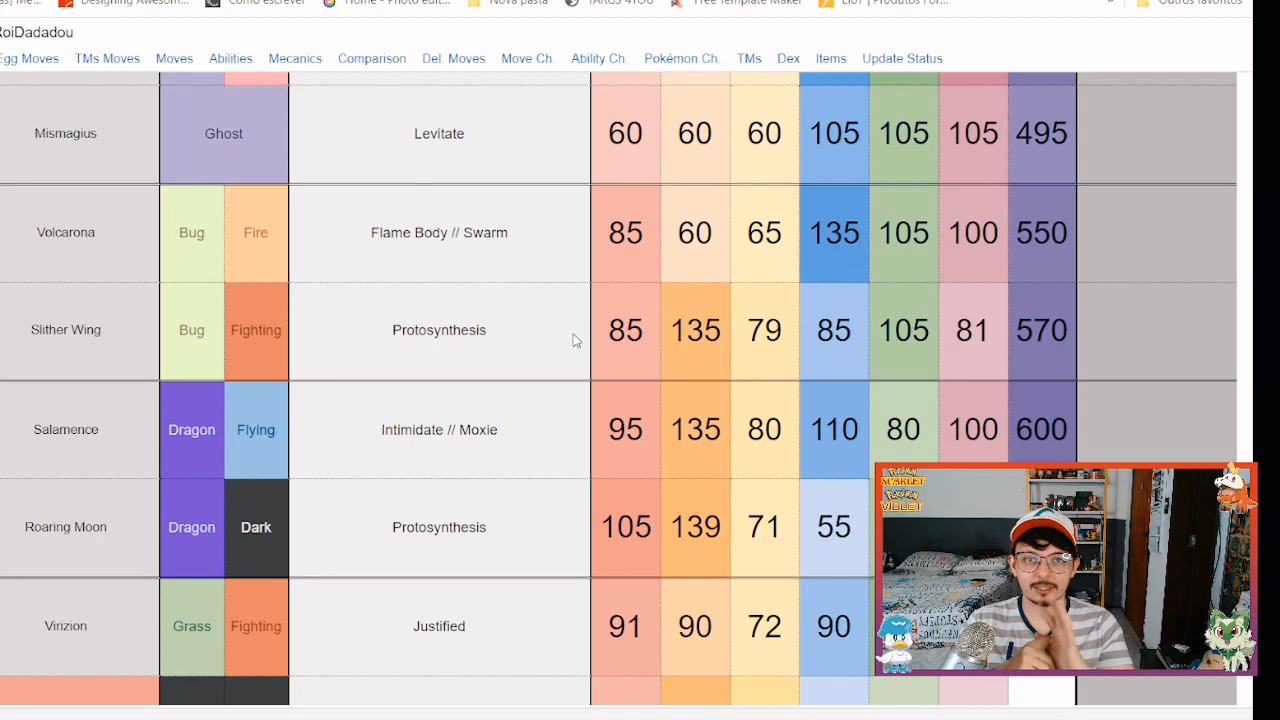 Designing Awesom...
Como escrever
Home - Photo edit...
Nova pasta
TARGS 4YOU
Free Template Maker
Outros favoritos
RoiDadadou
Egg Moves TMs Moves Moves Abilities Mecanics Comparison Del. Moves Move Ch. Ability Ch. Pokémon Ch. TMs Dex Items Update Status
Mismagius Ghost Levitate 60 60 60 105 105 105 495
Volcarona Bug Fire Flame Body // Swarm 85 60 65 135 105 100 550
Slither Wing Bug Fighting Protosynthesis 85 135 79 85 105 81 570
Salamence Dragon Flying Intimidate // Moxie 95 135 80 110 80 100 600
Roaring Moon Dragon Dark Protosynthesis 105 139 71 55
Virizion Grass Fighting Justified 91 90 72 90
POKÉMON
SCARLET
POKÉMON
VIOLET